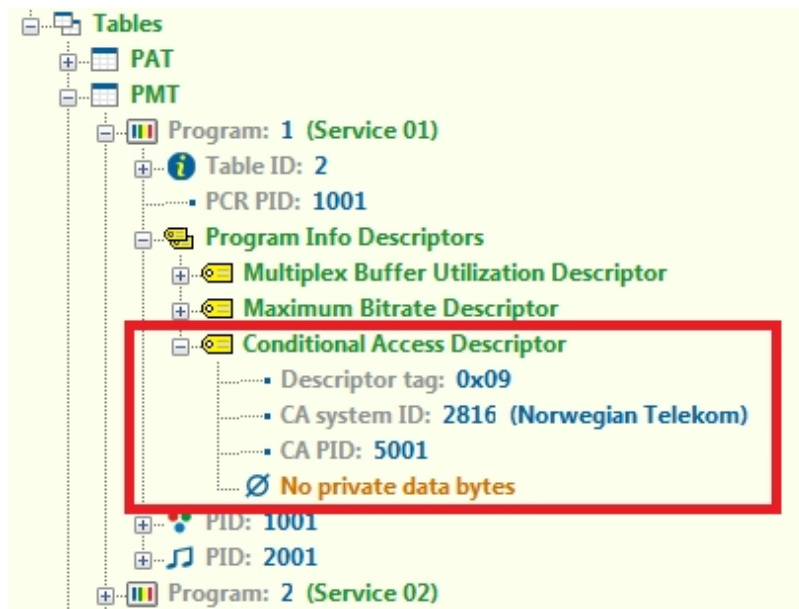 Tables
PAT
PMT
Program: 1 (Service 01)
Table ID: 2
PCR PID: 1001
Program Info Descriptors
Multiplex Buffer Utilization Descriptor
Maximum Bitrate Descriptor
Conditional Access Descriptor
Descriptor tag: 0x09
CA system ID: 2816 (Norwegian Telekom)
CA PID: 5001
No private data bytes
PID: 1001
PID: 2001
Program: 2 (Service 02)